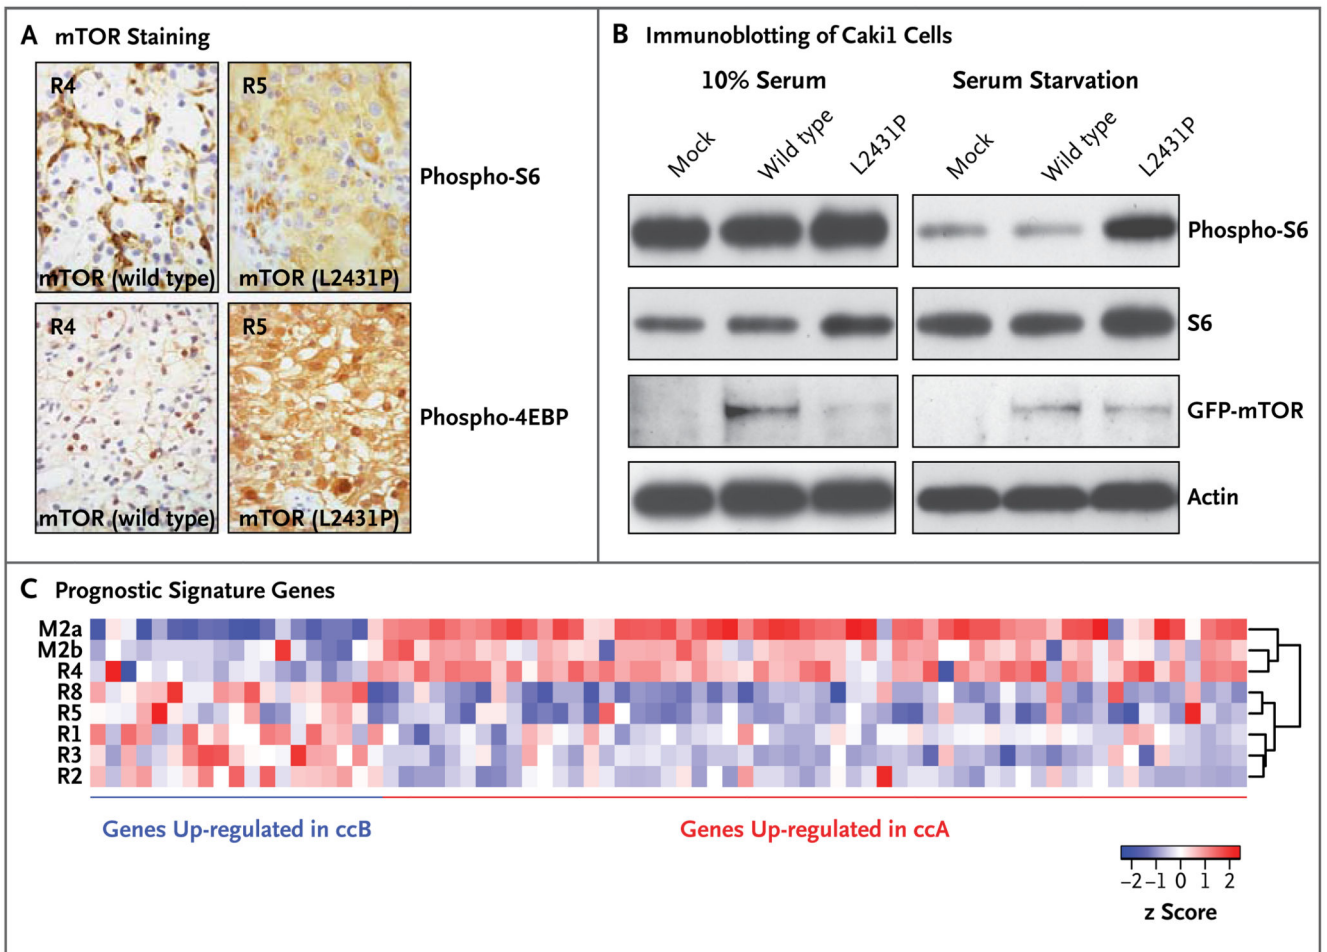 A mTOR Staining
R4
R5
Phospho-S6
mTOR (wild type)
mTOR (L2431P)
R4
R5
Phospho-4EBP
mTOR (wild type)
mTOR (L2431P)
B Immunoblotting of Caki1 Cells
10% Serum
Serum Starvation
Mock
Wild type
L2431P
Mock
Wild type
L2431P
Phospho-S6
S6
GFP-mTOR
Actin
C Prognostic Signature Genes
M2a
M2b
R4
R8
R5
R1
R3
R2
Genes Up-regulated in ccB
Genes Up-regulated in ccA
−2 −1 0 1 2
z Score